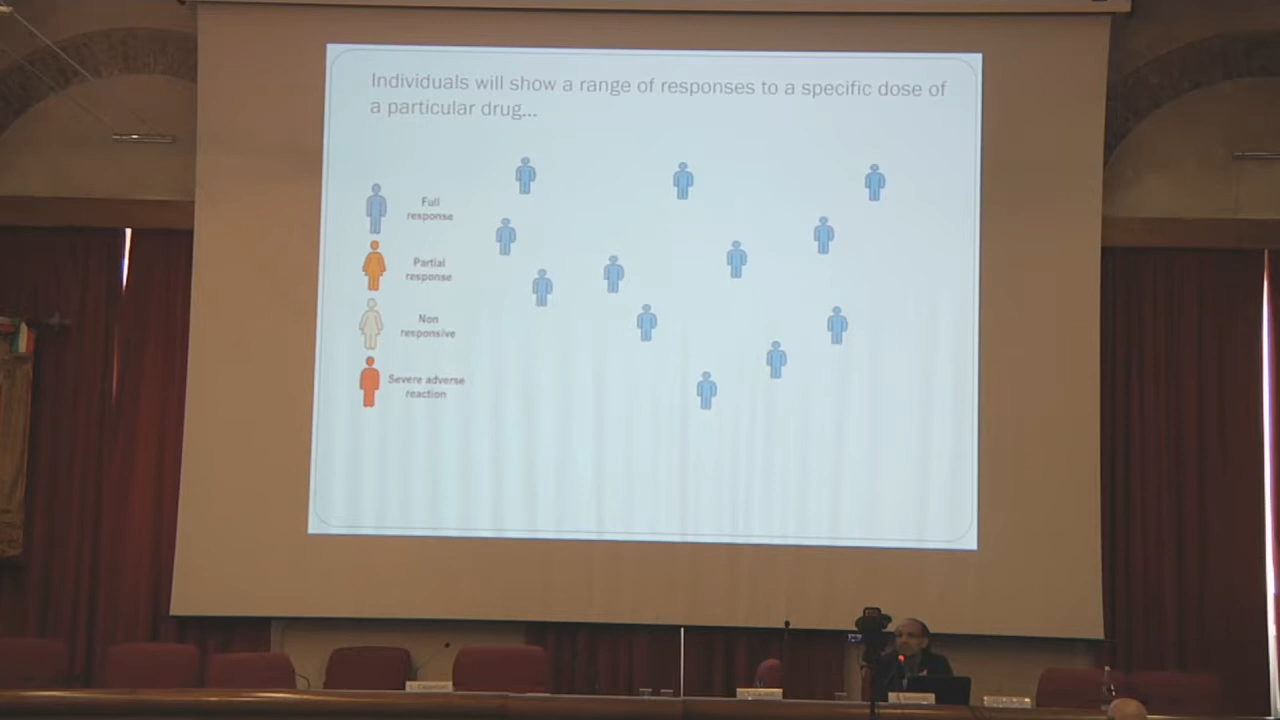 Individuals will show a range of responses to a specific dose of
a particular drug...
Full
response
Partial
response
Non
responsive
Severe adverse
reaction